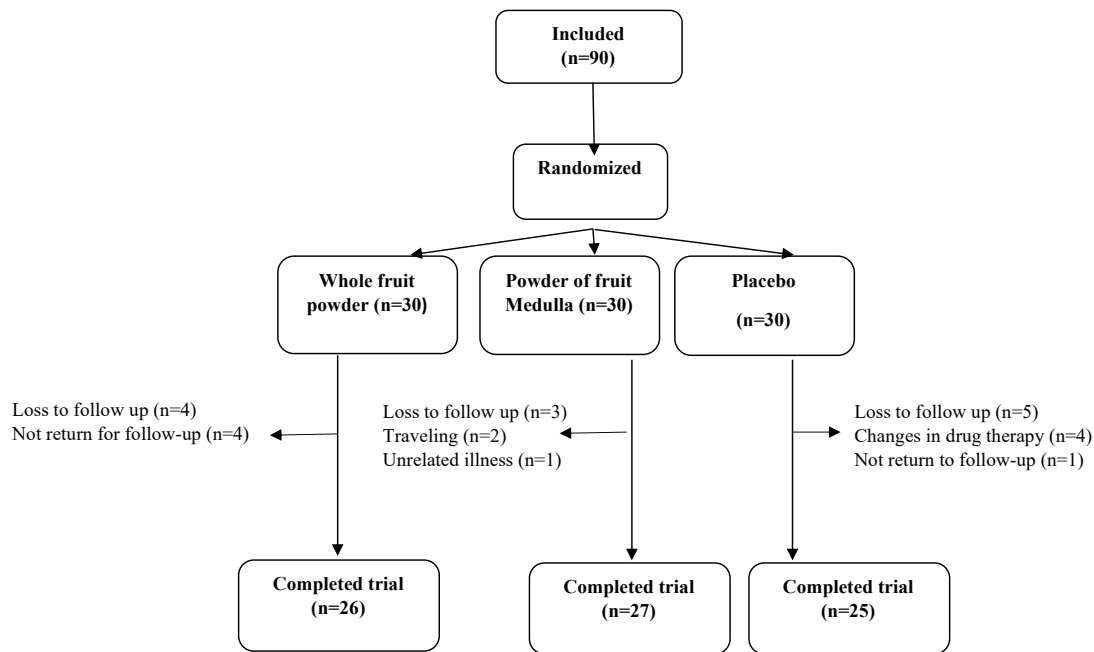 Included
(n=90)
Randomized
Whole fruit
powder (n=30)
Powder of fruit
Medulla (n=30)
Placebo
(n=30)
Loss to follow up (n=4)
Not return for follow-up (n=4)
Loss to follow up (n=3)
Traveling (n=2)
Unrelated illness (n=1)
Loss to follow up (n=5)
Changes in drug therapy (n=4)
Not return to follow-up (n=1)
Completed trial
(n=26)
Completed trial
(n=27)
Completed trial
(n=25)